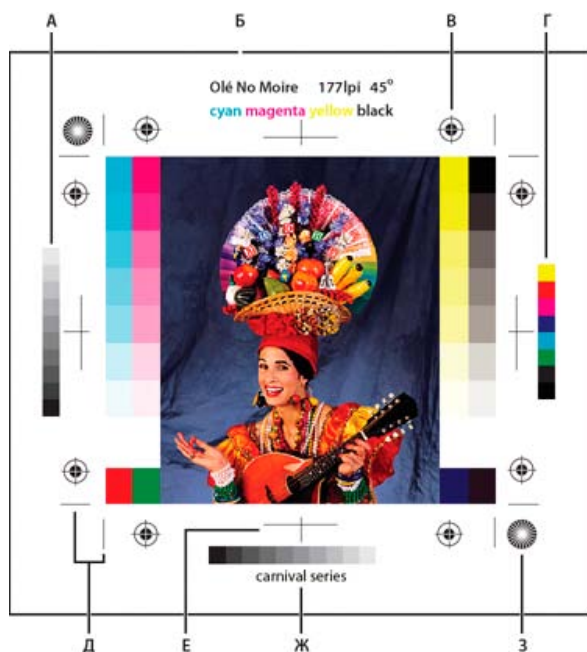 А Б В Г
Olé No Moire 177lpi 45°
cyan magenta yellow black
carnival series
Д Е Ж З